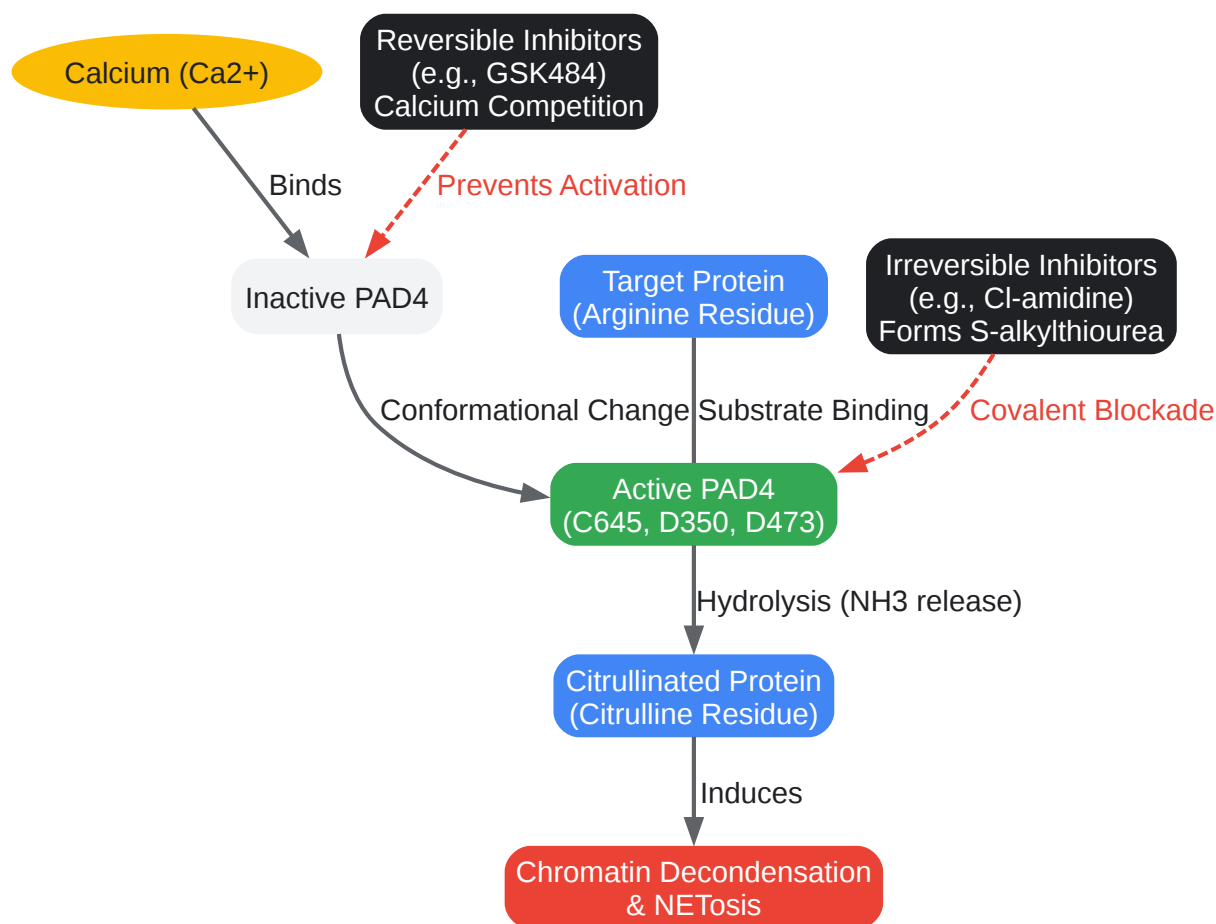 Calcium (Ca2+)
Reversible Inhibitors
(e.g., GSK484)
Calcium Competition
Binds
Prevents Activation
Inactive PAD4
Target Protein
(Arginine Residue)
Irreversible Inhibitors
(e.g., Cl-amidine)
Forms S-alkylthiourea
Conformational Change
Substrate Binding
Covalent Blockade
Active PAD4
(C645, D350, D473)
Hydrolysis (NH3 release)
Citrullinated Protein
(Citrulline Residue)
Induces
Chromatin Decondensation
& NETosis